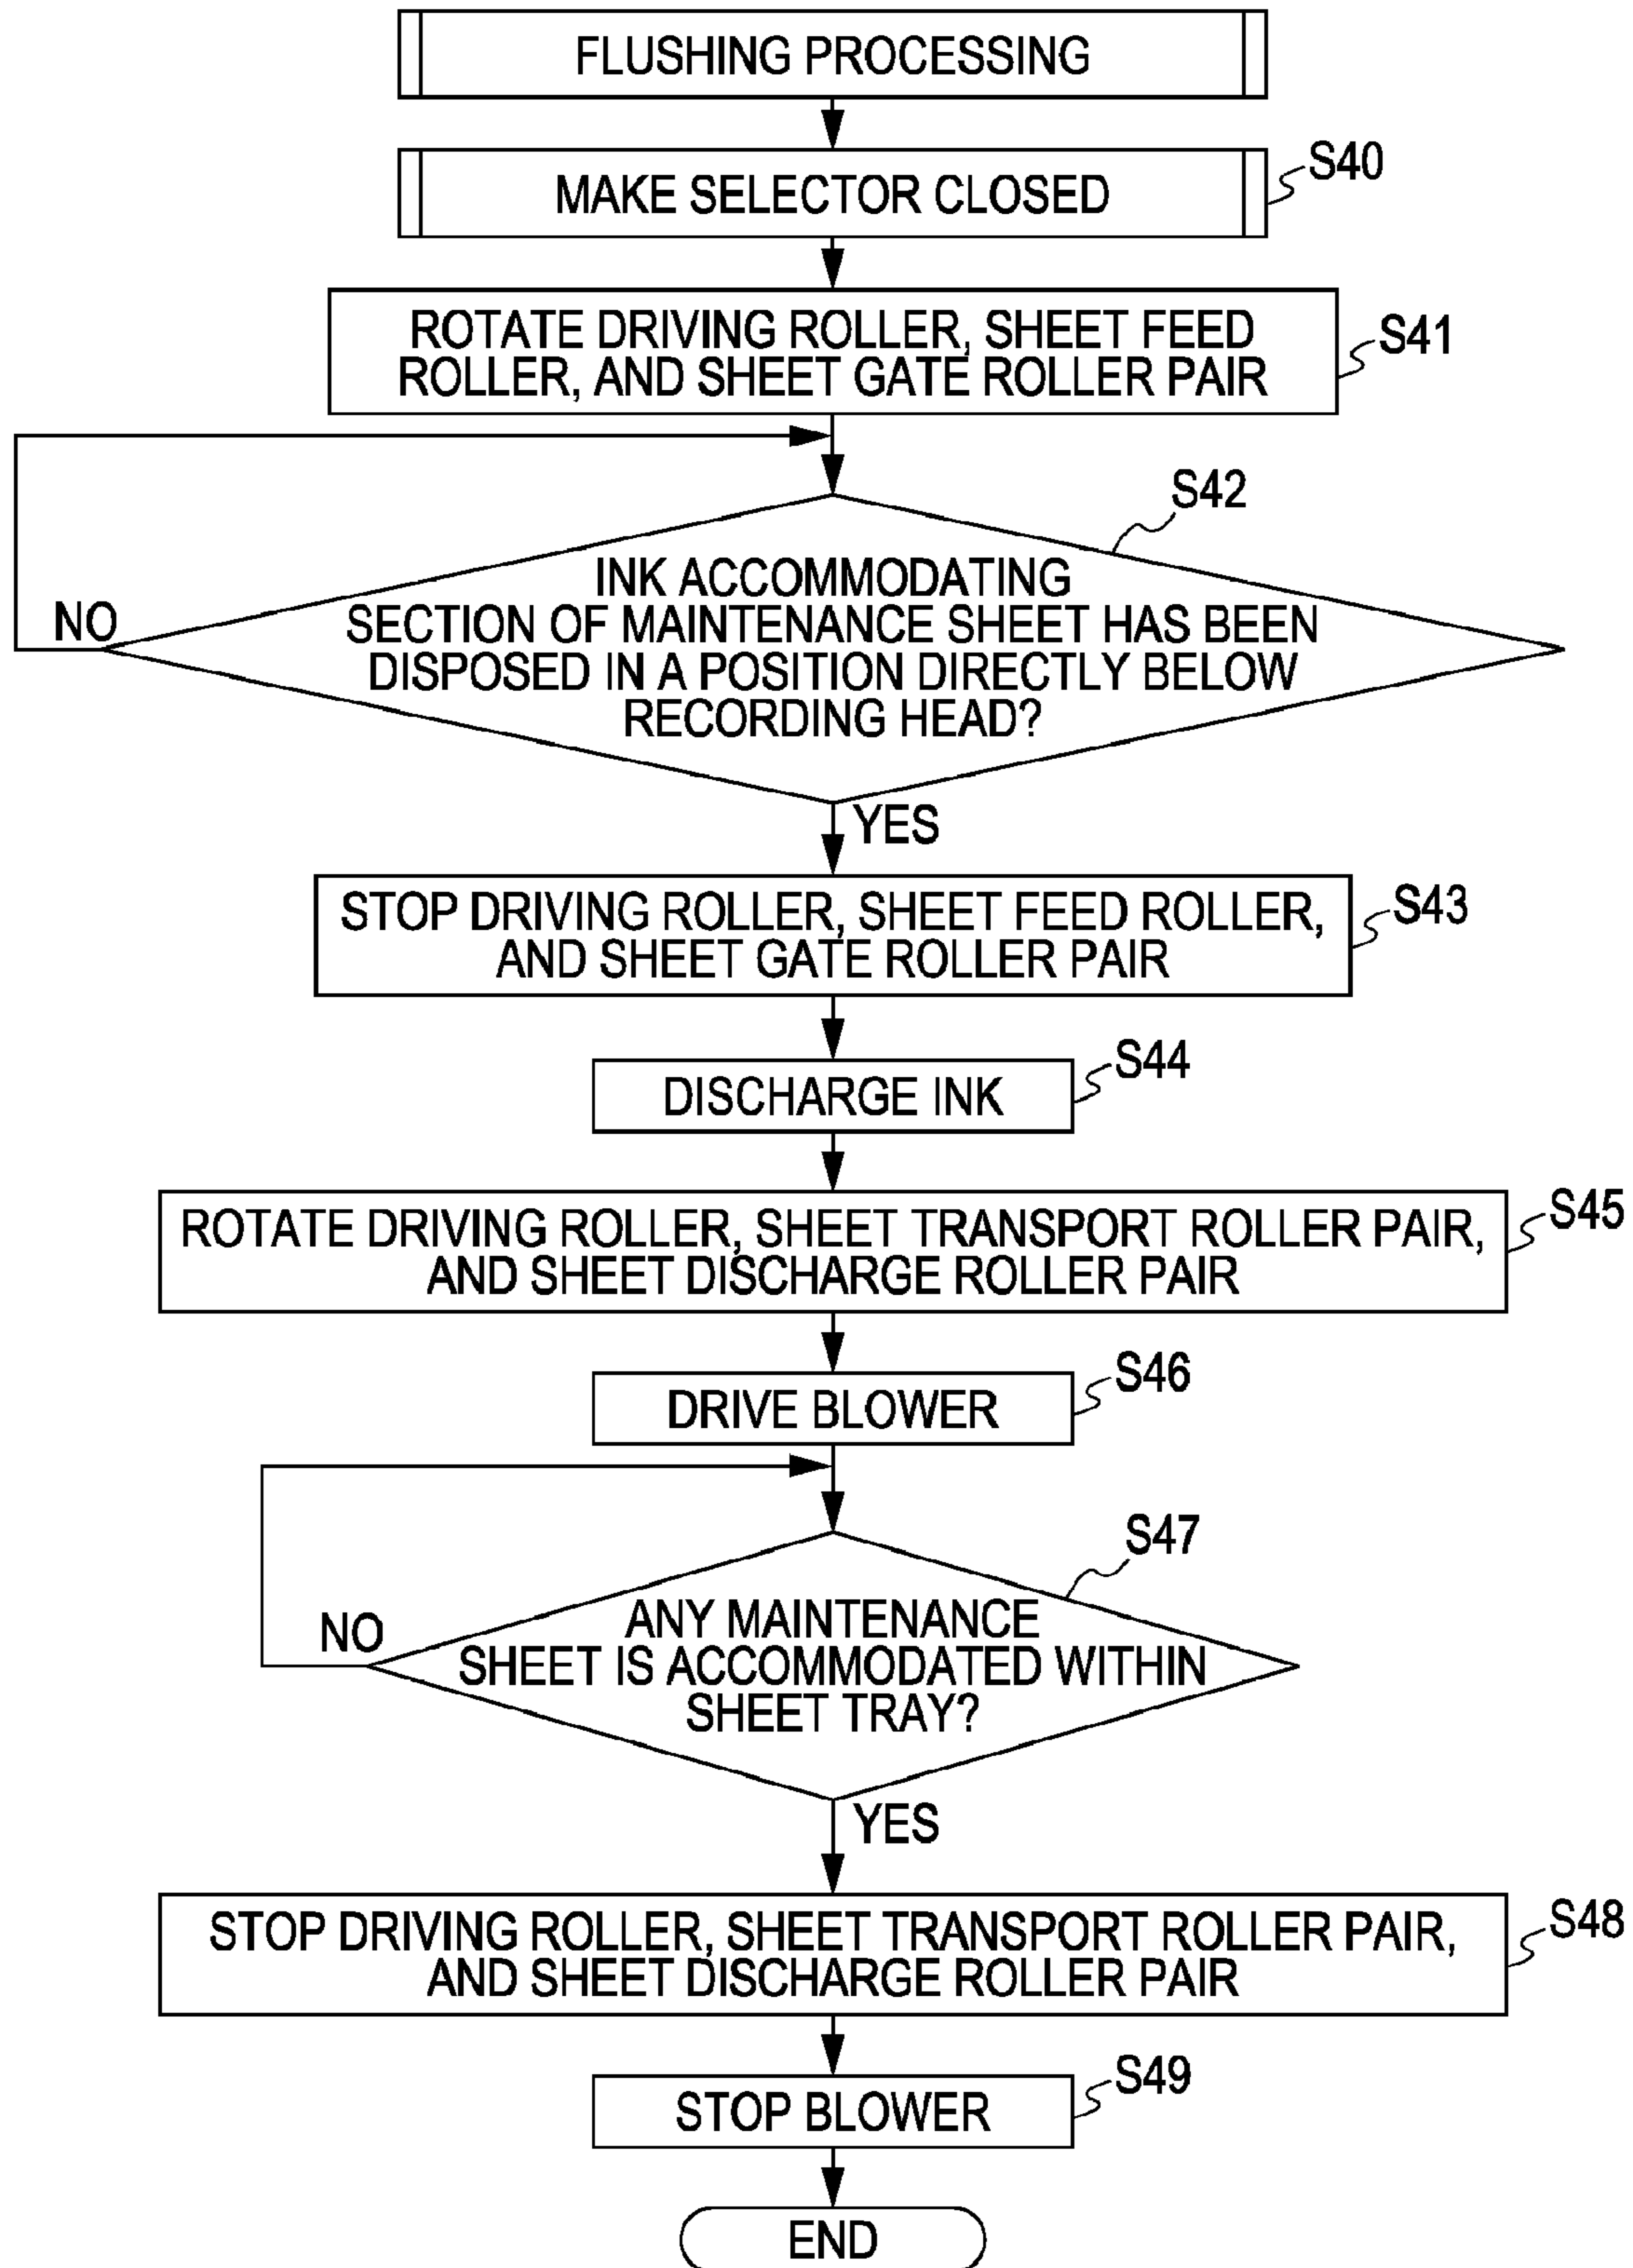 FLUSHING PROCESSING
MAKE SELECTOR CLOSED
S40
ROTATE DRIVING ROLLER, SHEET FEED
ROLLER, AND SHEET GATE ROLLER PAIR
S41
S42
INK ACCOMMODATING
SECTION OF MAINTENANCE SHEET HAS BEEN
DISPOSED IN A POSITION DIRECTLY BELOW
RECORDING HEAD?
NO
YES
STOP DRIVING ROLLER, SHEET FEED ROLLER,
AND SHEET GATE ROLLER PAIR
S43
DISCHARGE INK
S44
ROTATE DRIVING ROLLER, SHEET TRANSPORT ROLLER PAIR,
AND SHEET DISCHARGE ROLLER PAIR
S45
DRIVE BLOWER
S46
S47
ANY MAINTENANCE
SHEET IS ACCOMMODATED WITHIN
SHEET TRAY?
NO
YES
STOP DRIVING ROLLER, SHEET TRANSPORT ROLLER PAIR,
AND SHEET DISCHARGE ROLLER PAIR
S48
STOP BLOWER
S49
END